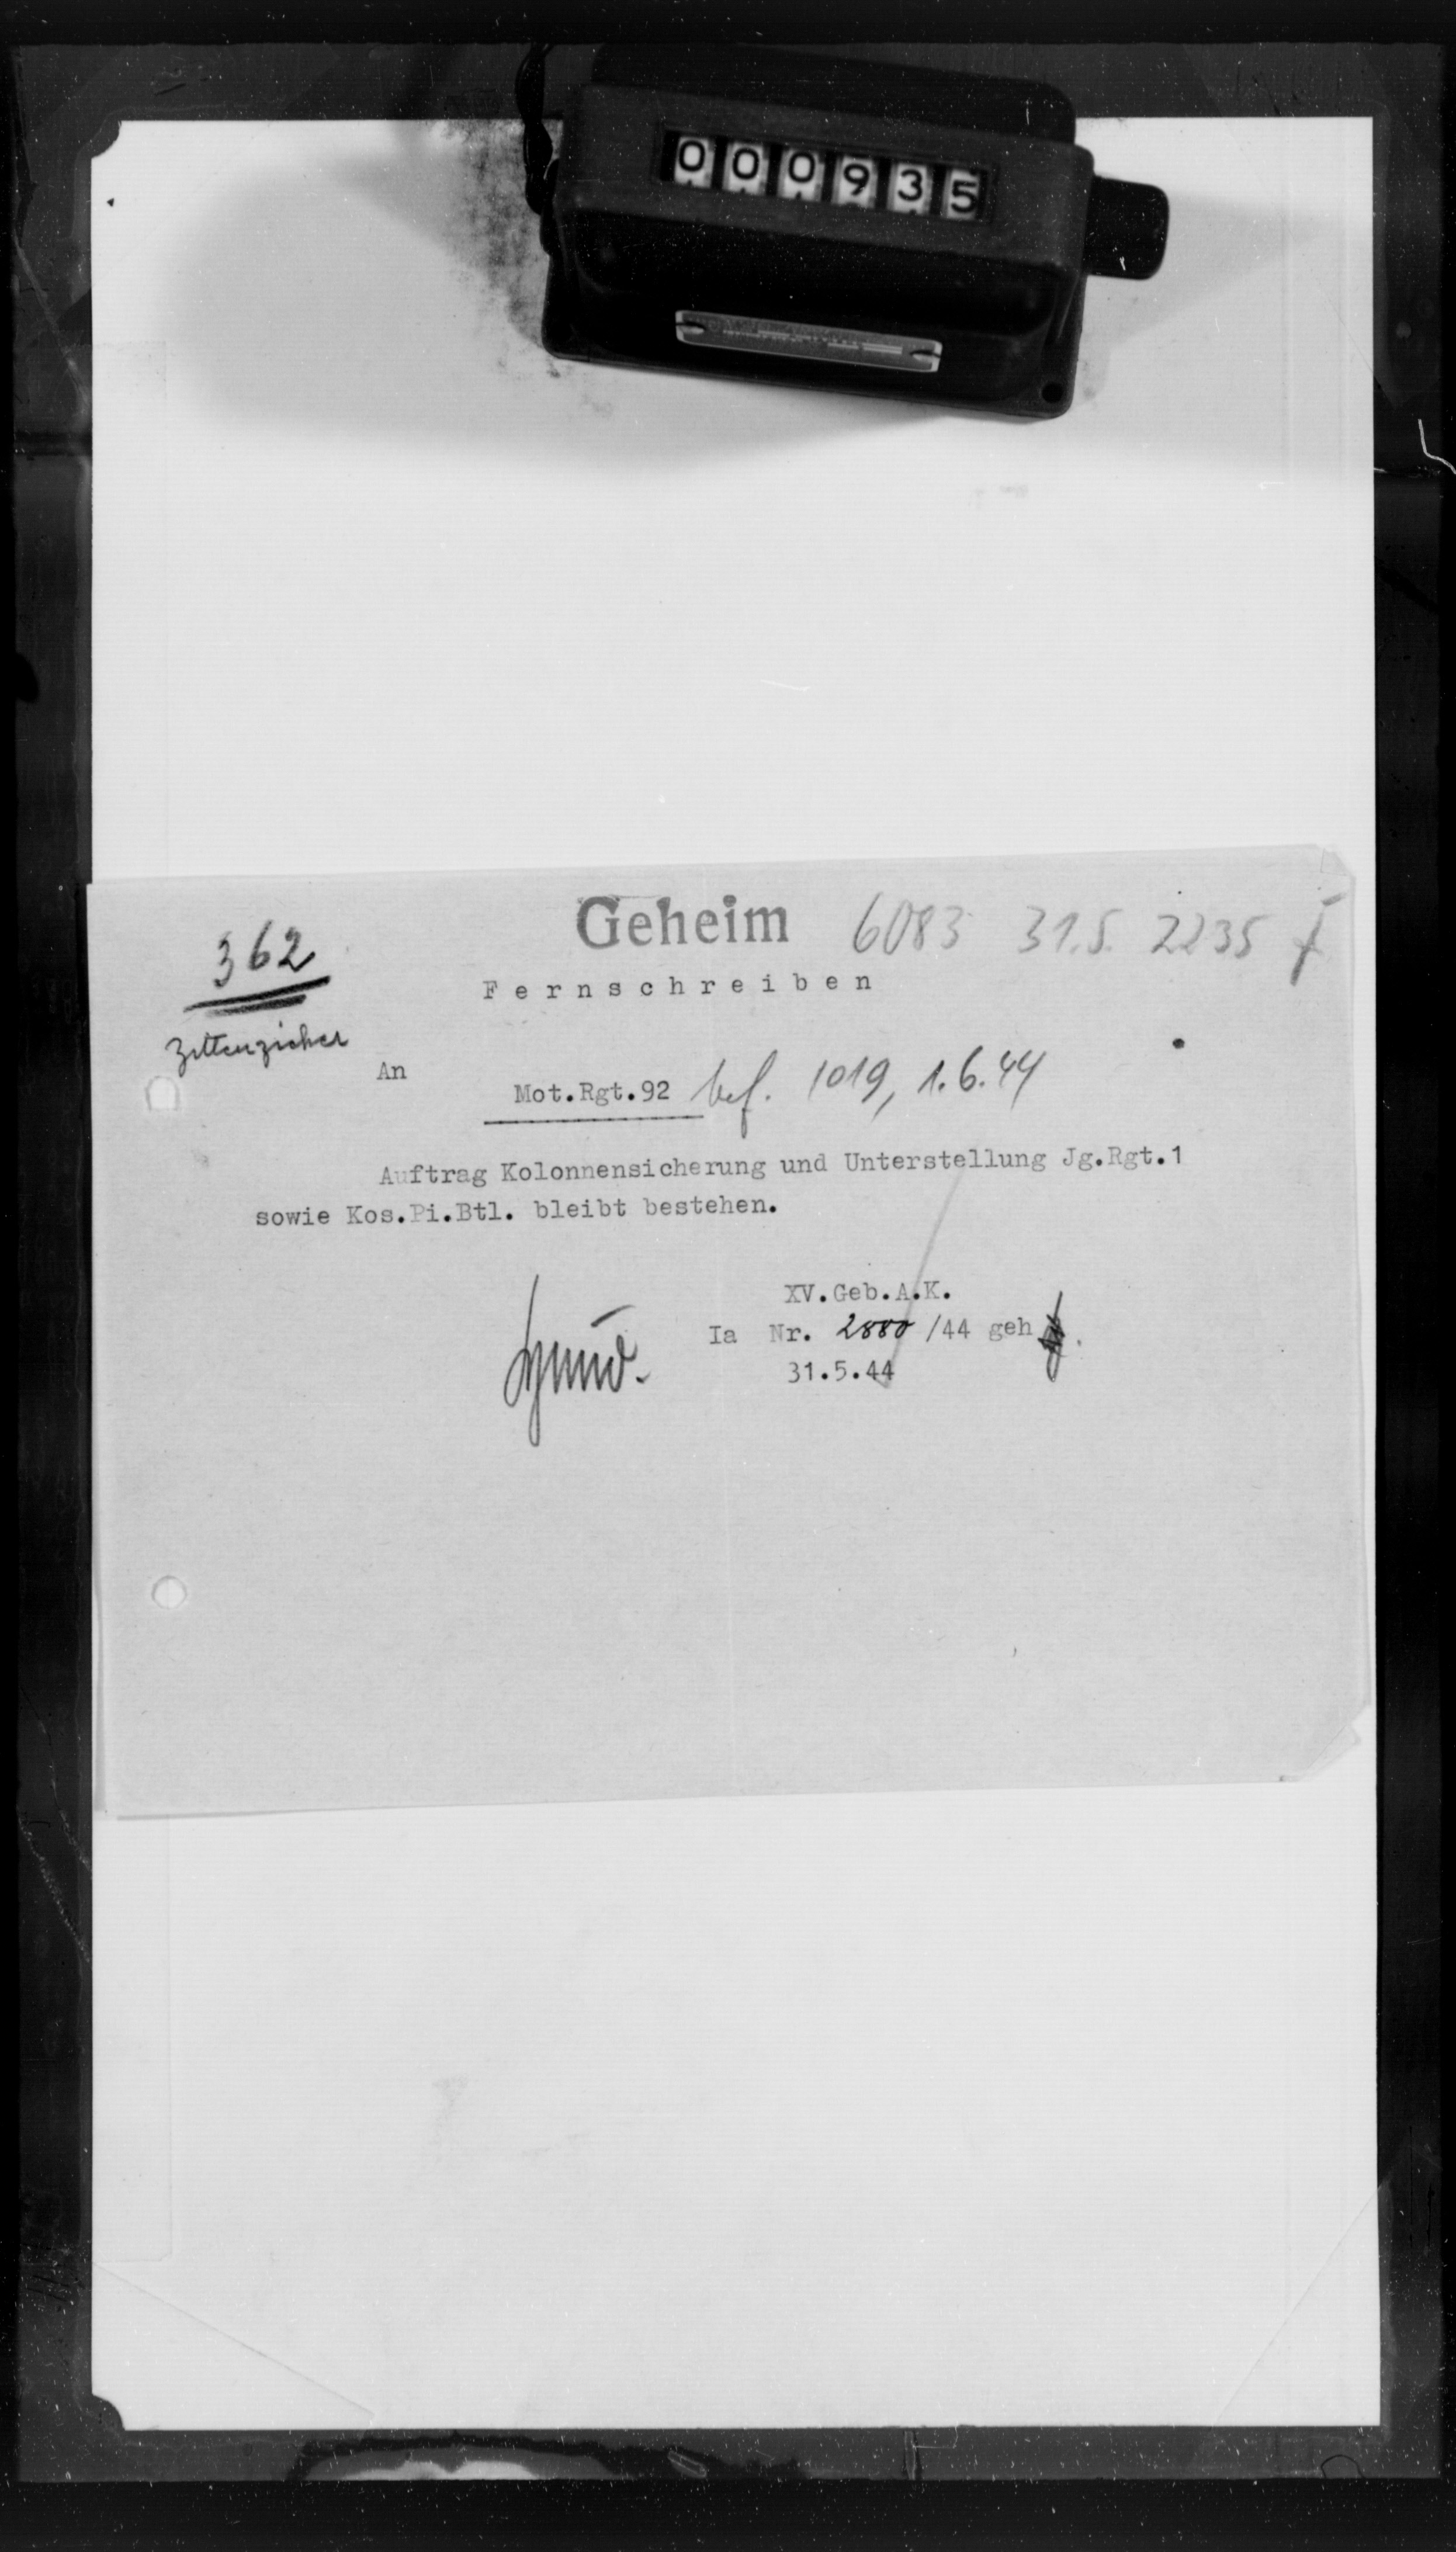 000935
Geheim 6083 31.5. 2235
362
Fernschreiben
An
Mot.Rgt.92 bef. 1019, 1.6.44
Auftrag Kolonnensicherung und Unterstellung Jg.Rgt.1
sowie Kos.Pi.Btl. bleibt bestehen.
XV.Geb.A.K.
Ia Nr. 2880 /44 geh.
31.5.44